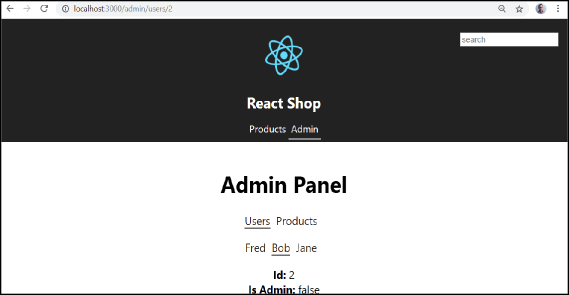 localhost:3000/admin/users/2
search
React Shop
Products Admin
Admin Panel
Users Products
Fred Bob Jane
Id: 2
Is Admin: false